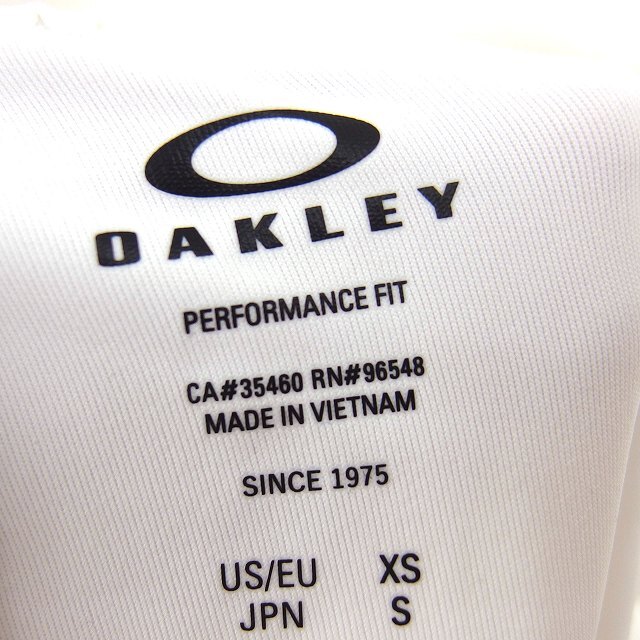 OAKLEY
PERFORMANCE FIT
CA#35460 RN#96548
MADE IN VIETNAM
SINCE 1975
US/EU XS
JPN S